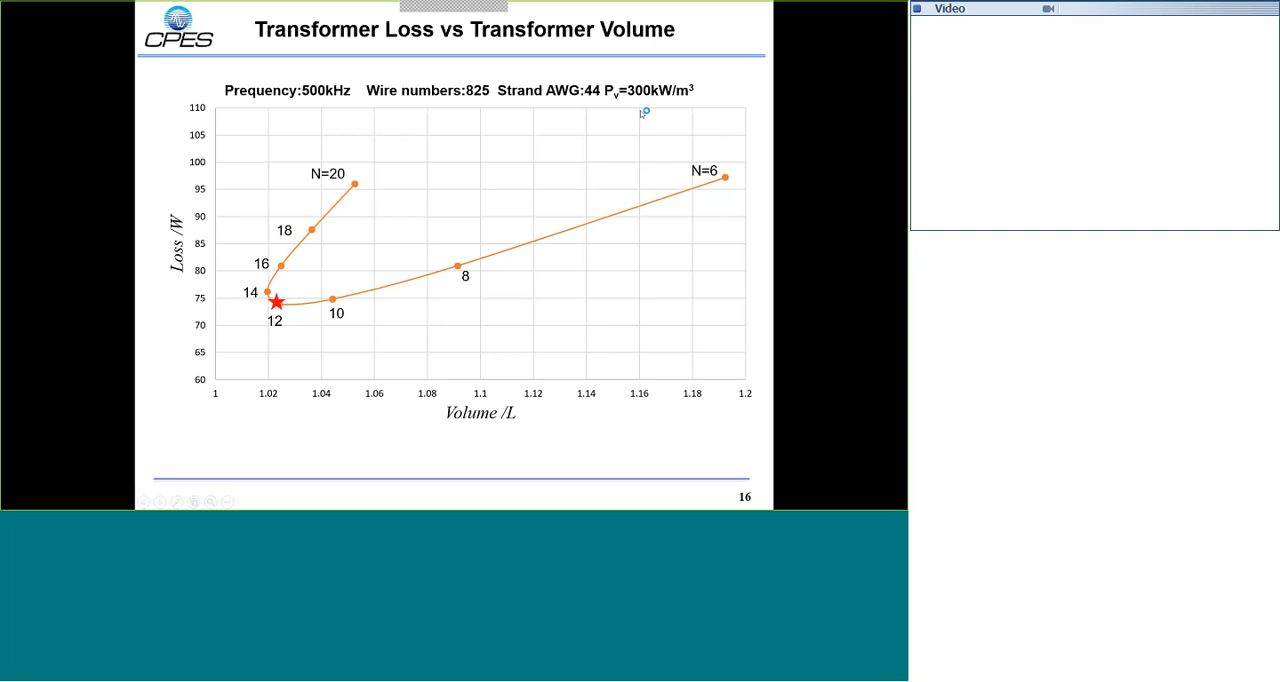 Video
CPES
Transformer Loss vs Transformer Volume
Prequency:500kHz Wire numbers:825 Strand AWG:44 Pv=300kW/m³
110
105
100
95
90
85
80
75
70
65
60
Loss /W
N=20
18
16
14
12
10
8
N=6
1 1.02 1.04 1.06 1.08 1.1 1.12 1.14 1.16 1.18 1.2
Volume /L
16